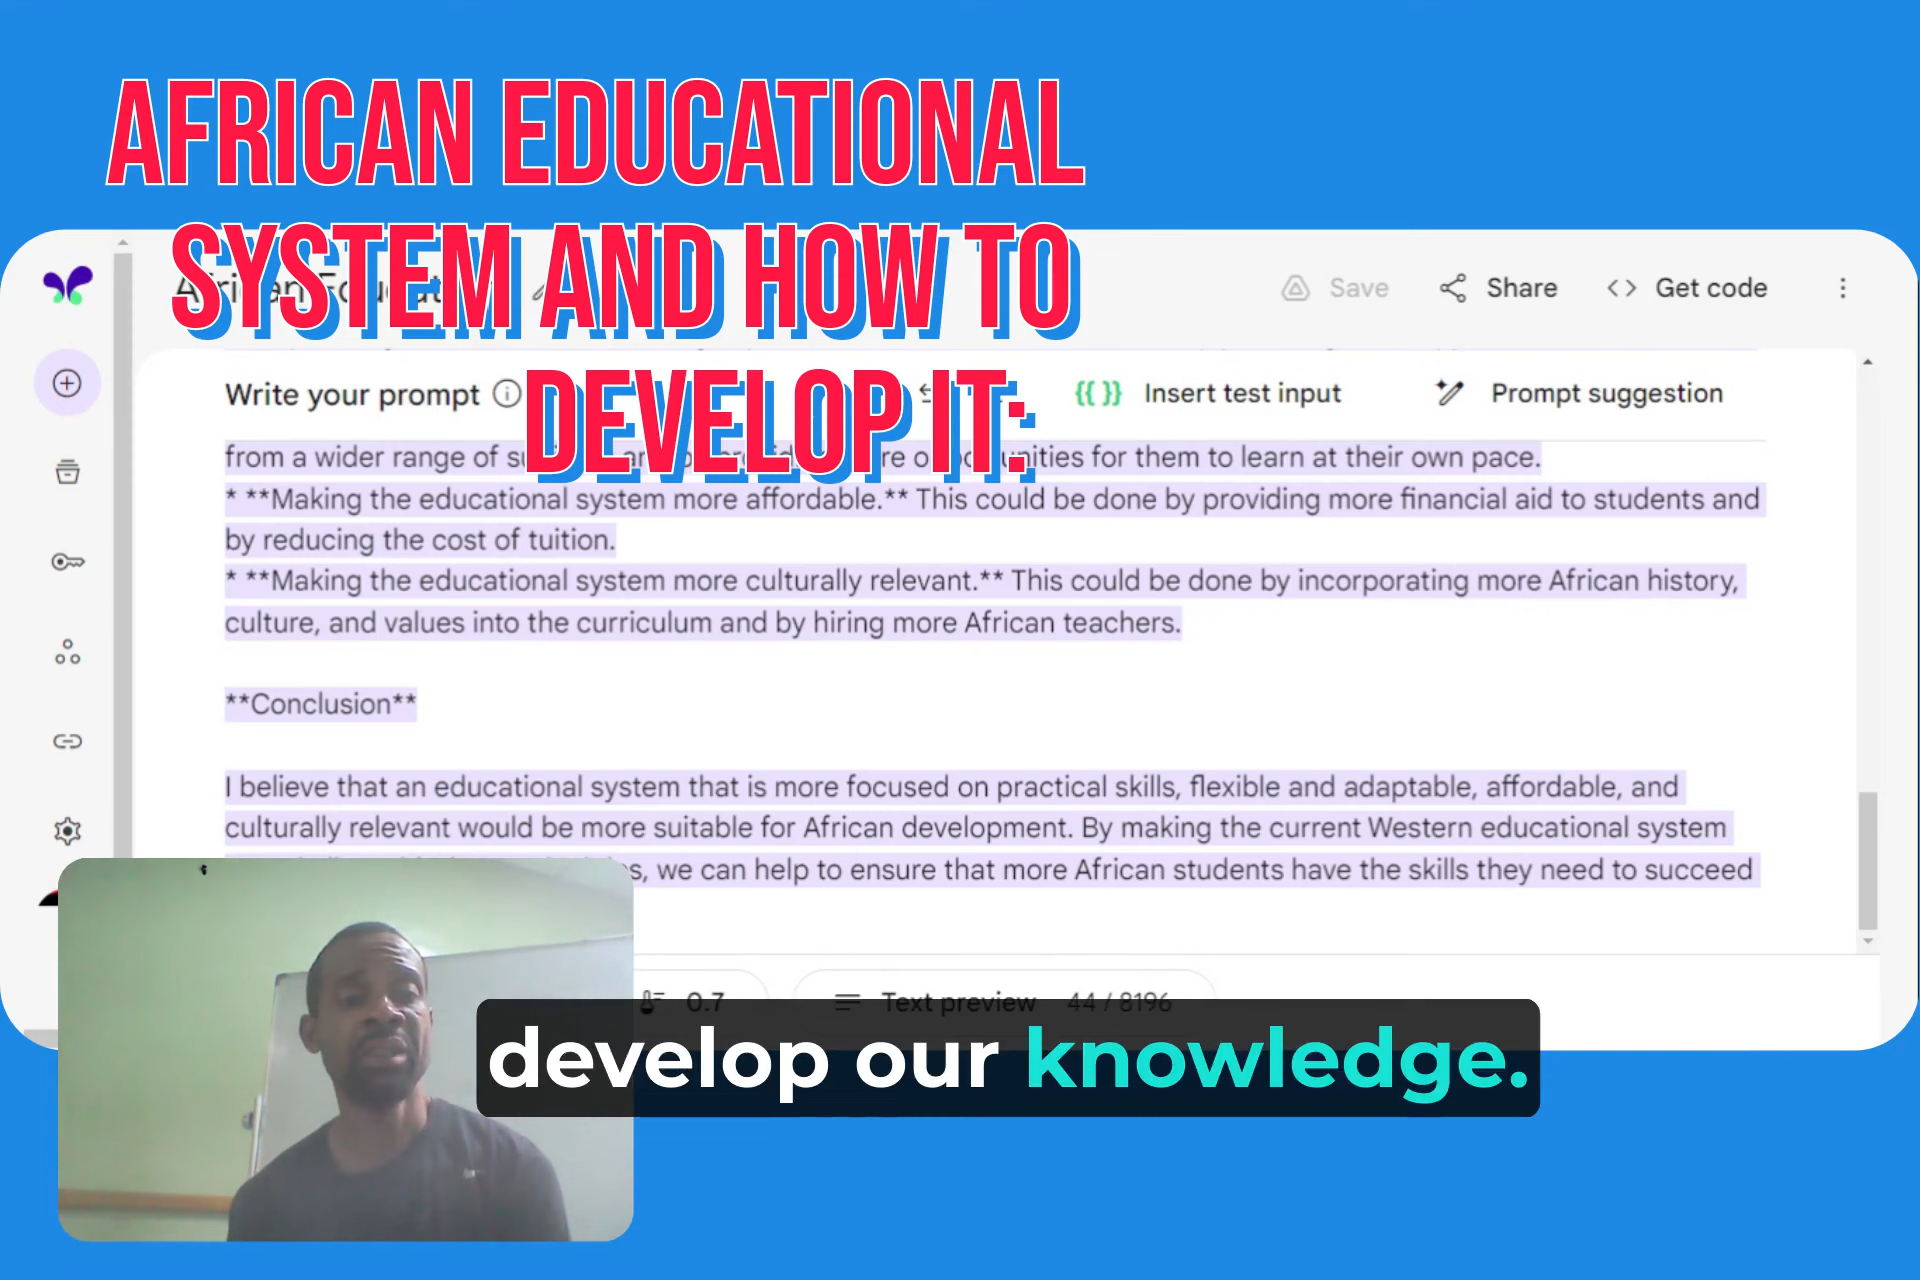 AFRICAN EDUCATIONAL
SYSTEM AND HOW TO
DEVELOP IT:
Save
Share
Get code
Write your prompt
{{ }} Insert test input
Prompt suggestion
from a wider range of
for them to learn at their own pace.
* **Making the educational system more affordable.** This could be done by providing more financial aid to students and
by reducing the cost of tuition.
* **Making the educational system more culturally relevant.** This could be done by incorporating more African history,
culture, and values into the curriculum and by hiring more African teachers.
**Conclusion**
I believe that an educational system that is more focused on practical skills, flexible and adaptable, affordable, and
culturally relevant would be more suitable for African development. By making the current Western educational system
we can help to ensure that more African students have the skills they need to succeed
0.7
Text preview 44 / 8196
develop our knowledge.